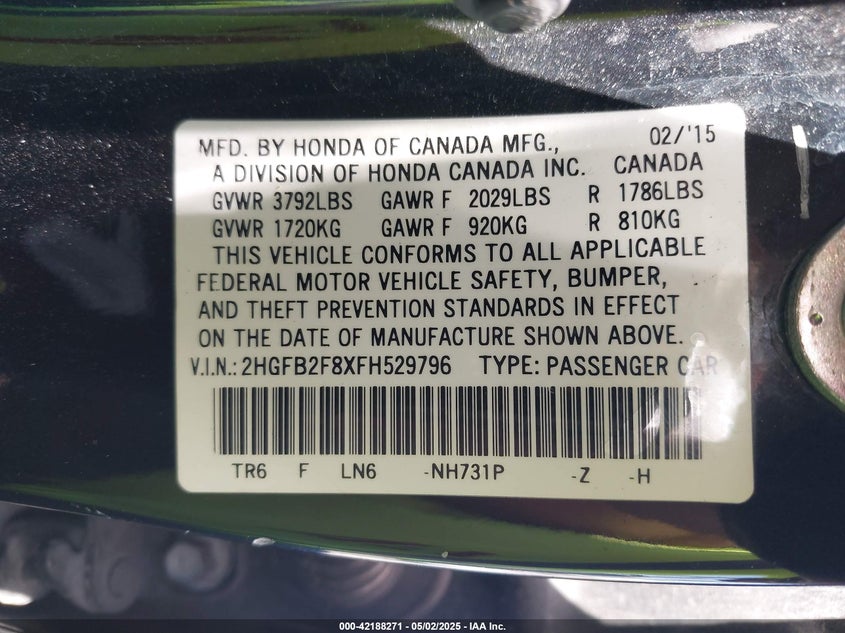 MFD. BY HONDA OF CANADA MFG., 02/'15
A DIVISION OF HONDA CANADA INC. CANADA
GVWR 3792LBS GAWR F 2029LBS R 1786LBS
GVWR 1720KG GAWR F 920KG R 810KG
THIS VEHICLE CONFORMS TO ALL APPLICABLE
FEDERAL MOTOR VEHICLE SAFETY, BUMPER,
AND THEFT PREVENTION STANDARDS IN EFFECT
ON THE DATE OF MANUFACTURE SHOWN ABOVE.
V.I.N.: 2HGFB2F8XFH529796 TYPE: PASSENGER CAR
TR6 F LN6 -NH731P -Z -H
000-42188271 - 05/02/2025 - IAA Inc.